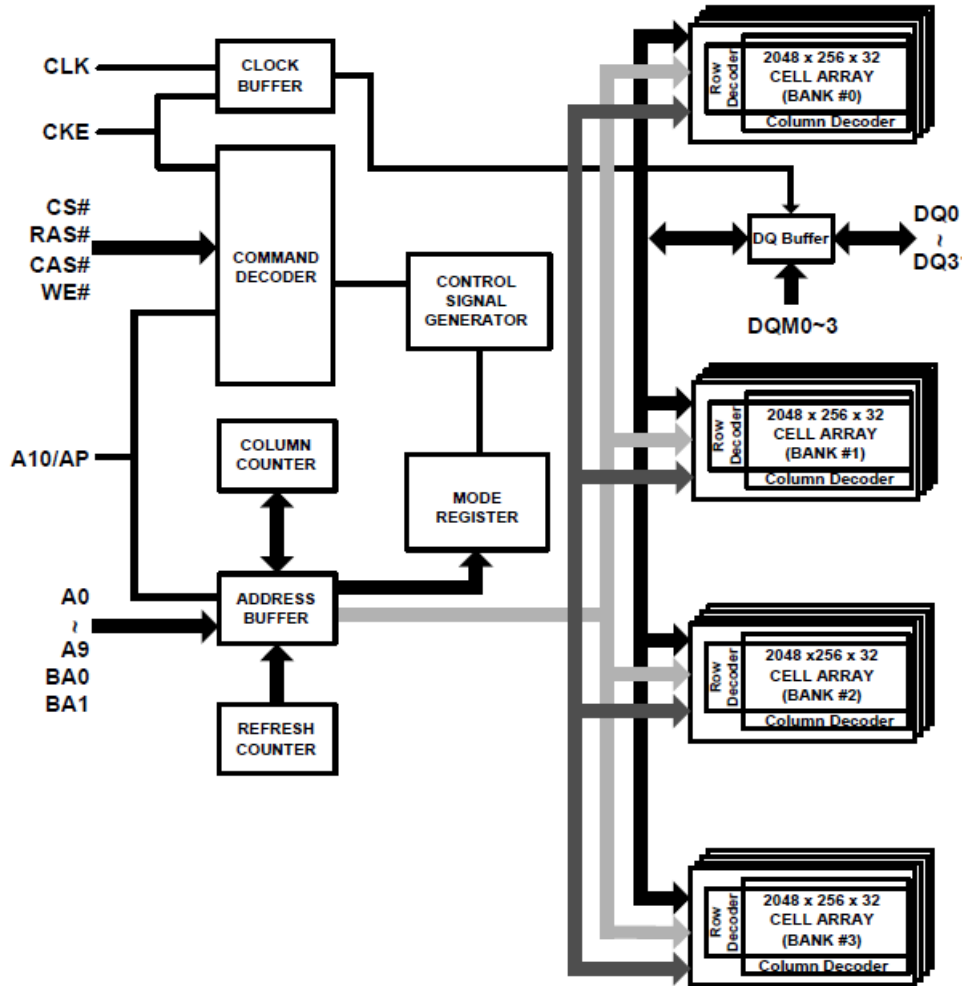 CLK
CKE
CLOCK
BUFFER
CS#
RAS#
CAS#
WE#
COMMAND
DECODER
CONTROL
SIGNAL
GENERATOR
A10/AP
COLUMN
COUNTER
MODE
REGISTER
A0
~
A9
BA0
BA1
ADDRESS
BUFFER
REFRESH
COUNTER
Row
Decoder
2048 x 256 x 32
CELL ARRAY
(BANK #0)
Column Decoder
DQ Buffer
DQ0
~
DQM0~3
Row
Decoder
2048 x 256 x 32
CELL ARRAY
(BANK #1)
Column Decoder
Row
Decoder
2048 x256 x 32
CELL ARRAY
(BANK #2)
Column Decoder
Row
Decoder
2048 x 256 x 32
CELL ARRAY
(BANK #3)
Column Decoder